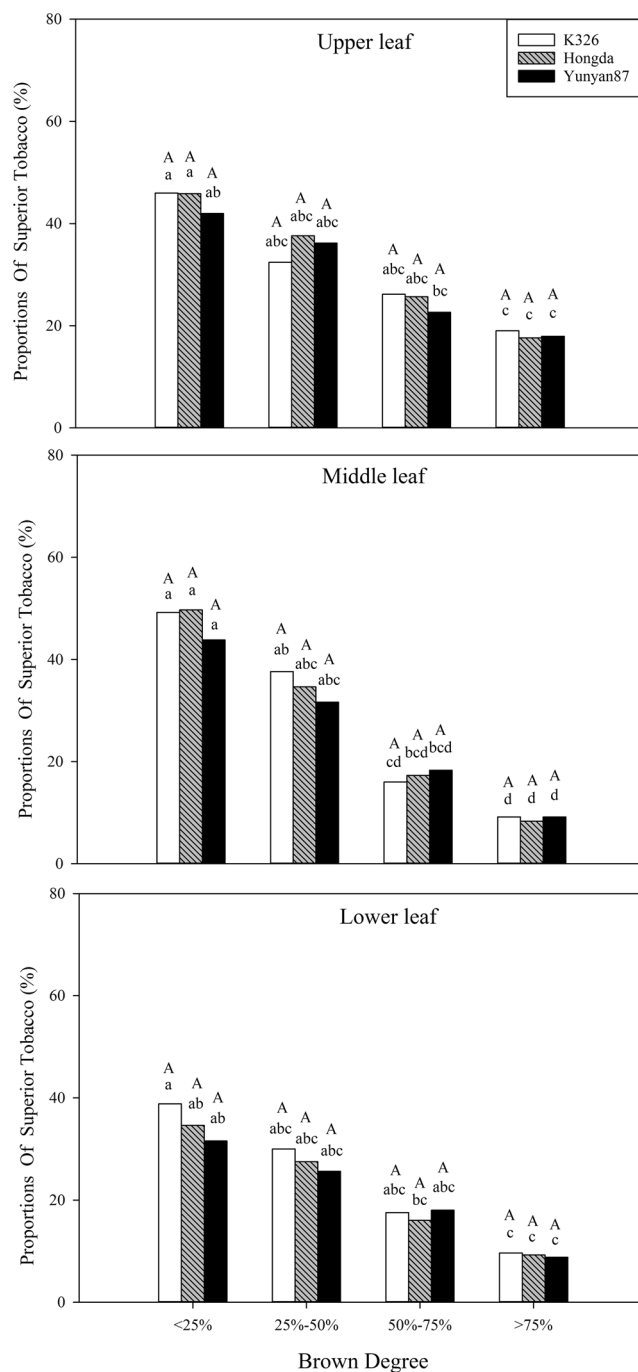 80
Upper leaf
K326
Hongda
Yunyan87
Proportions Of Superior Tobacco (%)
60
A A A
a a ab
40
A A A
abc abc abc
A A A
abc abc bc
20
A A A
c c c
0
80
Middle leaf
Proportions Of Superior Tobacco (%)
60
A A A
a a a
40
A A A
ab abc abc
20
A A A
cd bcd bcd
A A A
d d d
0
80
Lower leaf
Proportions Of Superior Tobacco (%)
60
40
A A A
a ab ab
A A A
abc abc abc
20
A A A
abc bc abc
A A A
c c c
0
<25% 25%-50% 50%-75% >75%
Brown Degree